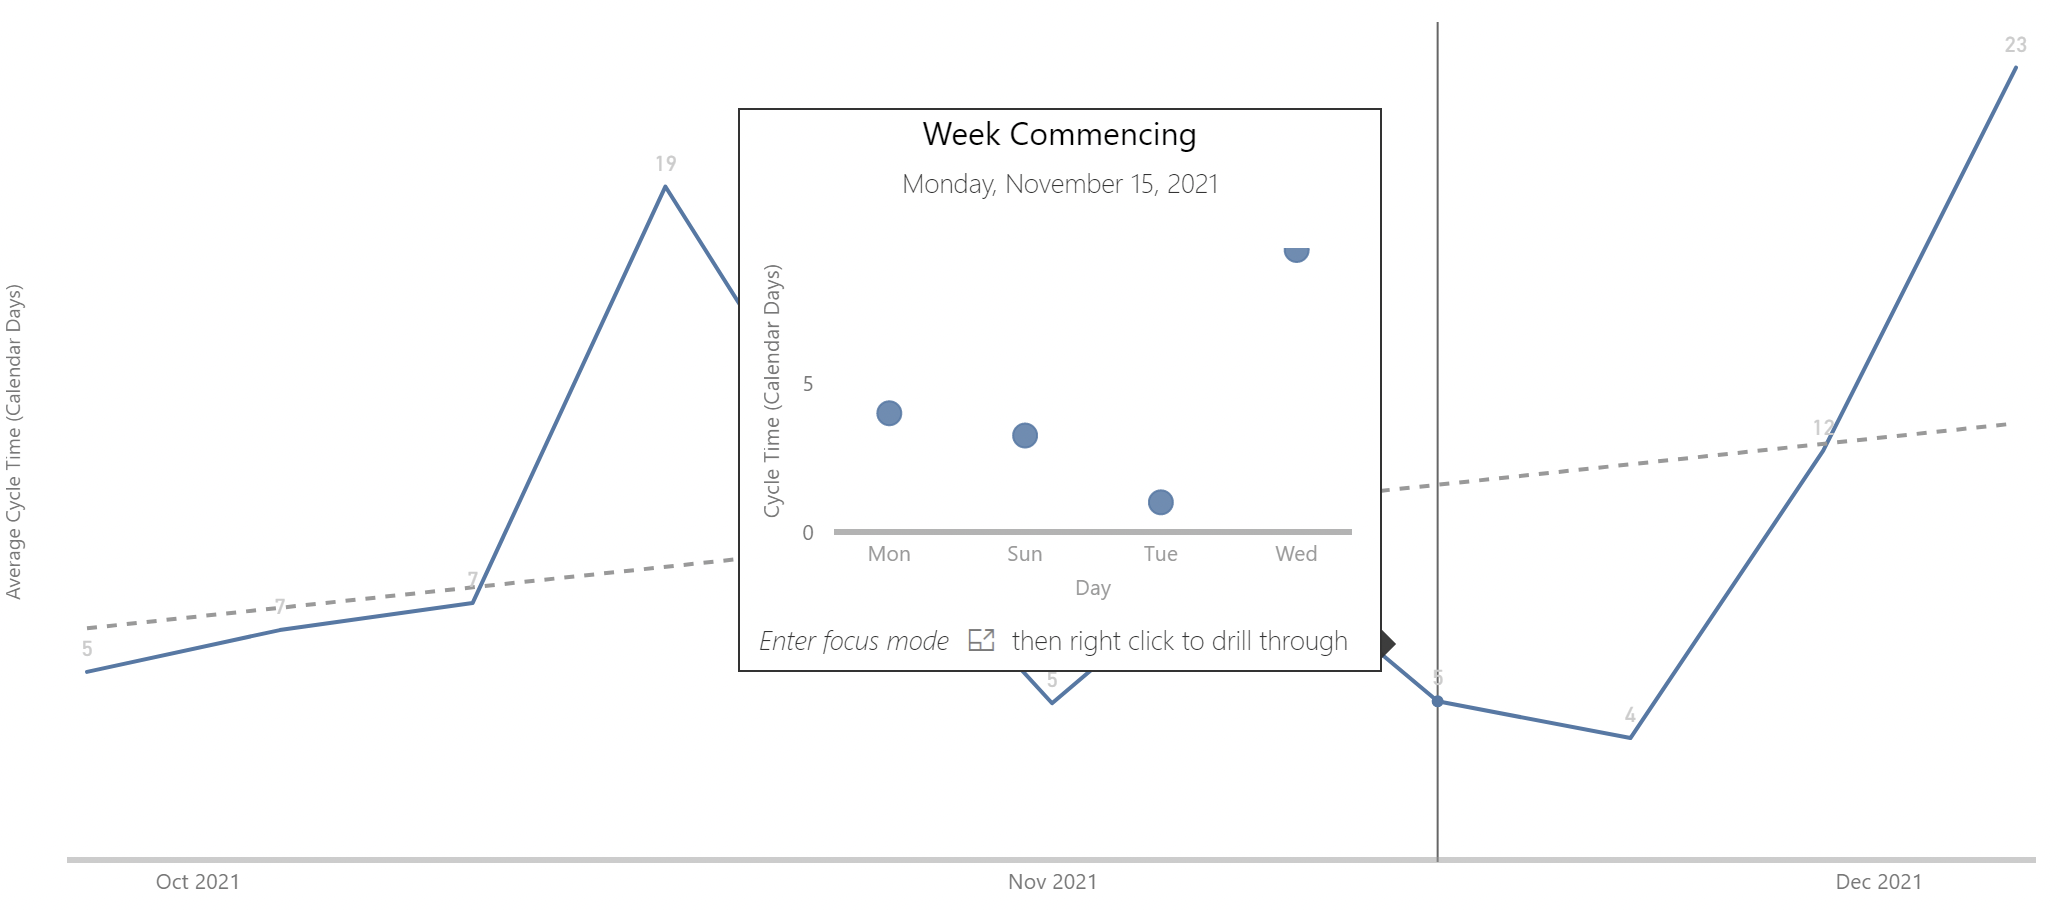 23
19
Week Commencing
Monday, November 15, 2021
Average Cycle Time (Calendar Days)
Cycle Time (Calendar Days)
5
0
Mon Sun Tue Wed
Day
Enter focus mode then right click to drill through
12
7
7
5
5
5
4
Oct 2021 Nov 2021 Dec 2021